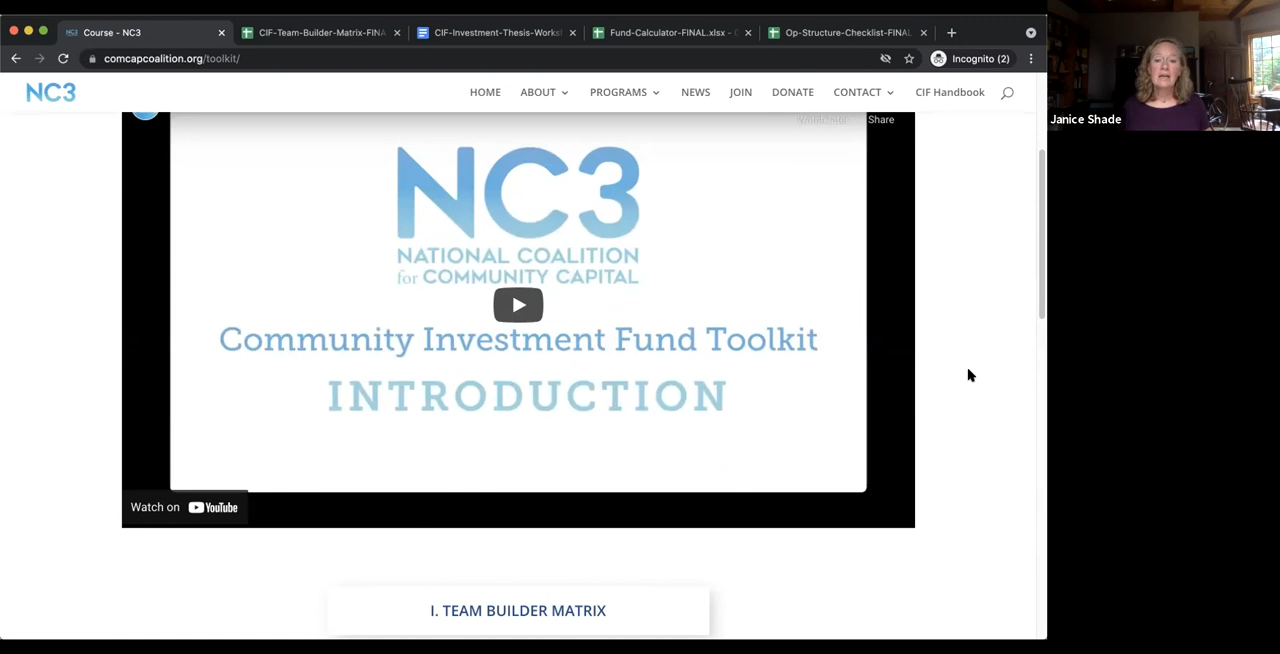 Course - NC3
CIF-Team-Builder-Matrix-FINA
CIF-Investment-Thesis-Works
Fund-Calculator-FINAL.xlsx -
Op-Structure-Checklist-FINAL
comcapcoalition.org/toolkit/
Incognito (2)
NC3
HOME
ABOUT
PROGRAMS
NEWS
JOIN
DONATE
CONTACT
CIF Handbook
Share
NC3
NATIONAL COALITION
for COMMUNITY CAPITAL
Community Investment Fund Toolkit
INTRODUCTION
Watch on YouTube
I. TEAM BUILDER MATRIX
Janice Shade